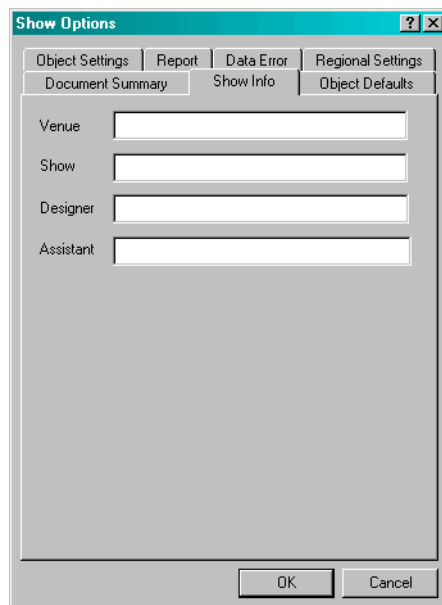 Show Options
Object Settings Report Data Error Regional Settings
Document Summary Show Info Object Defaults
Venue
Show
Designer
Assistant
OK Cancel